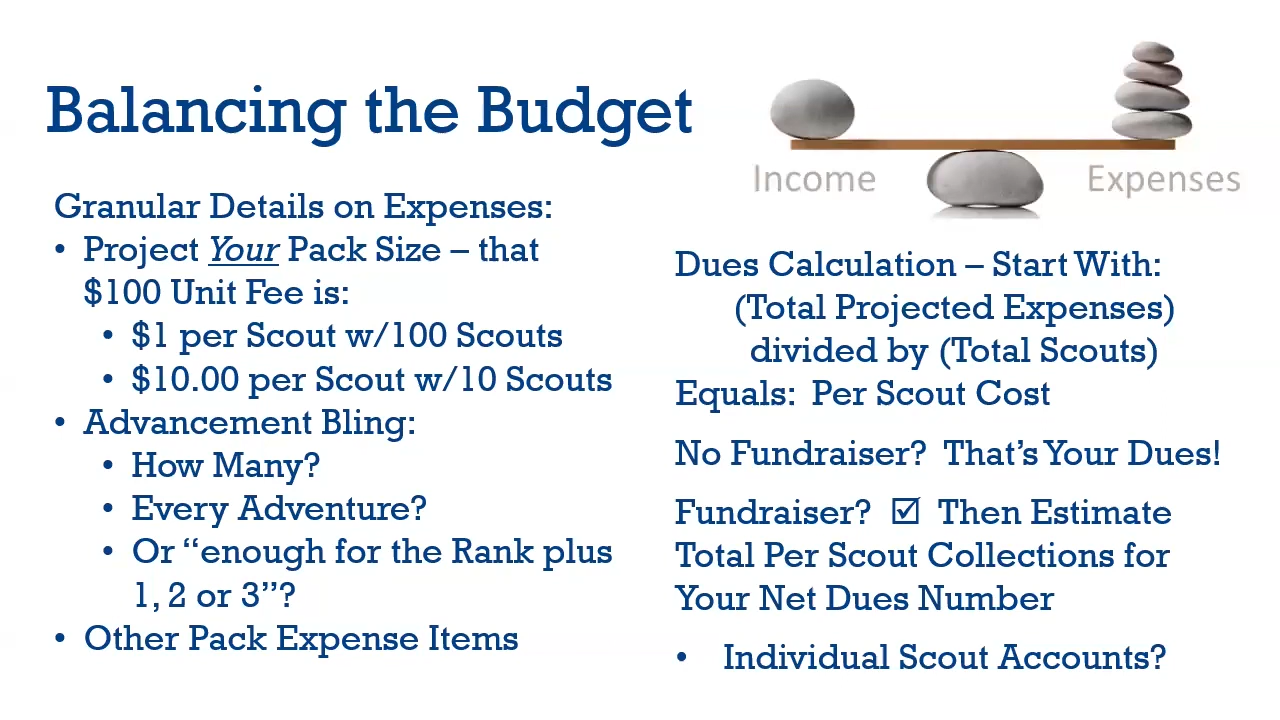 Balancing the Budget
Income
Expenses
Granular Details on Expenses:
• Project Your Pack Size – that
$100 Unit Fee is:
• $1 per Scout w/100 Scouts
• $10.00 per Scout w/10 Scouts
• Advancement Bling:
• How Many?
• Every Adventure?
• Or “enough for the Rank plus
1, 2 or 3”?
• Other Pack Expense Items
Dues Calculation – Start With:
(Total Projected Expenses)
divided by (Total Scouts)
Equals: Per Scout Cost
No Fundraiser? That’s Your Dues!
Fundraiser? ☑ Then Estimate
Total Per Scout Collections for
Your Net Dues Number
• Individual Scout Accounts?